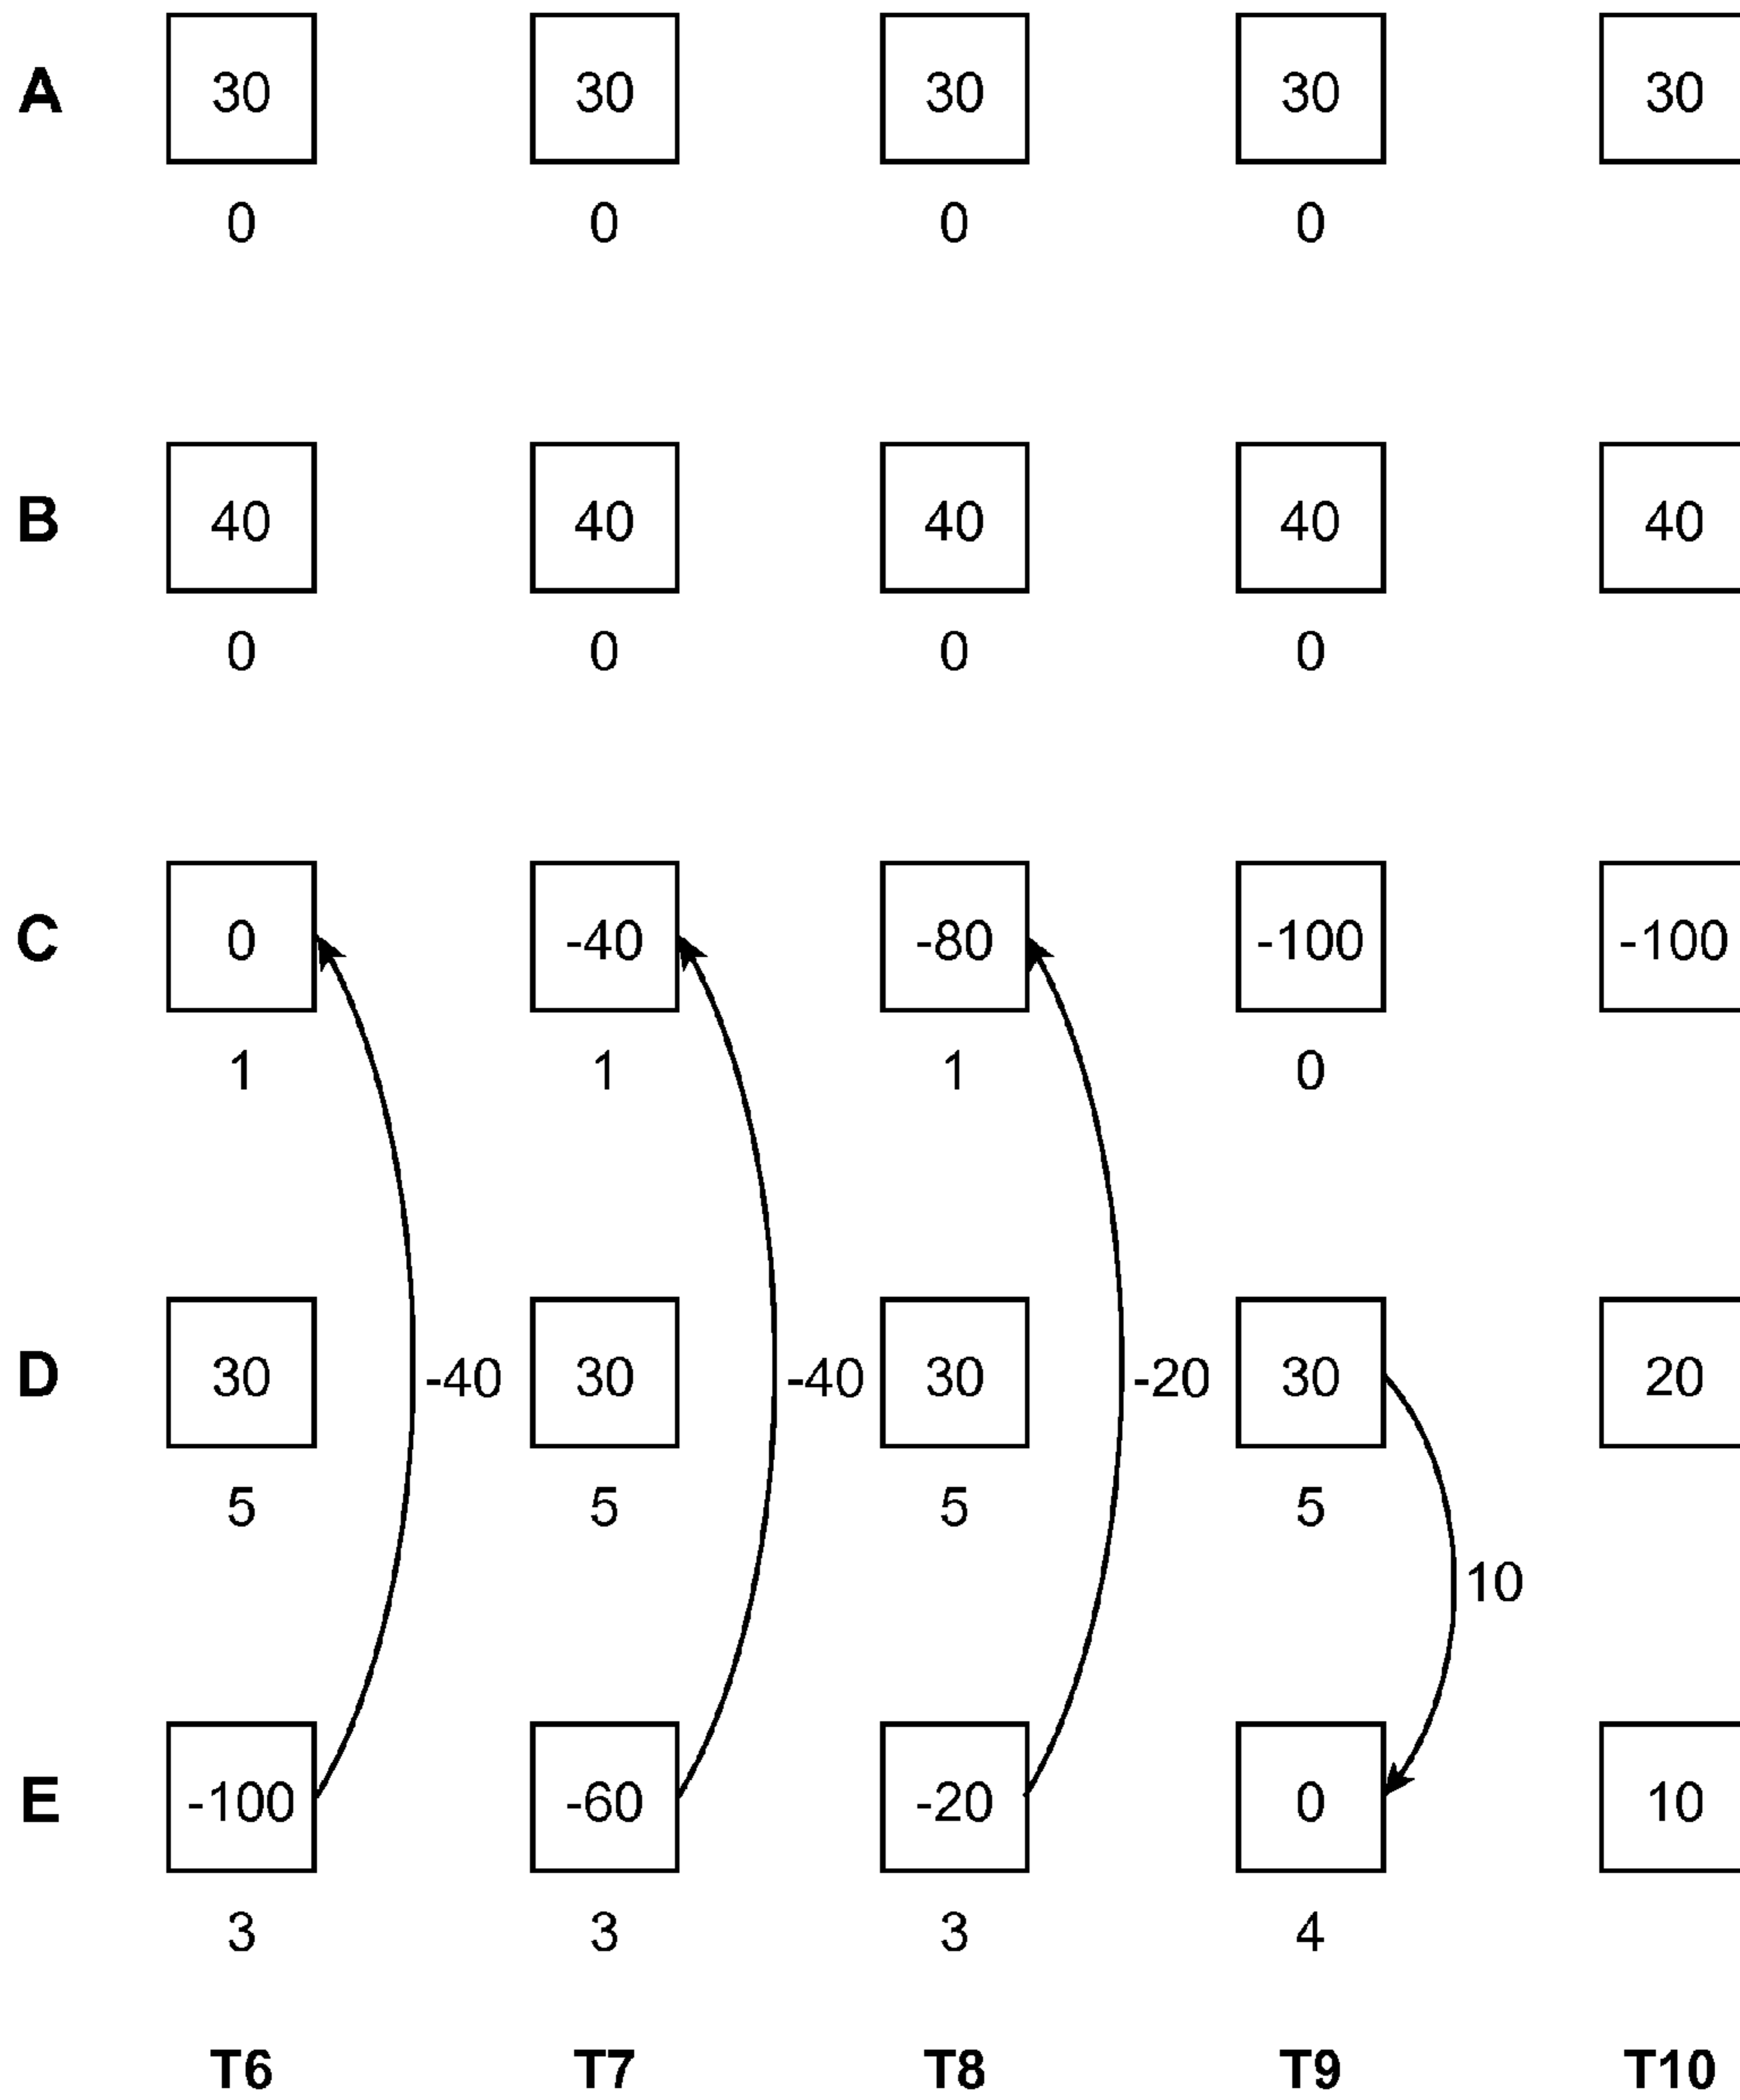 A 30 30 30 30 30
0 0 0 0
B 40 40 40 40 40
0 0 0 0
C 0 -40 -80 -100 -100
1 1 1 0
D 30 -40 30 -40 30 -20 30 20
5 5 5 5
10
E -100 -60 -20 0 10
3 3 3 4
T6 T7 T8 T9 T10